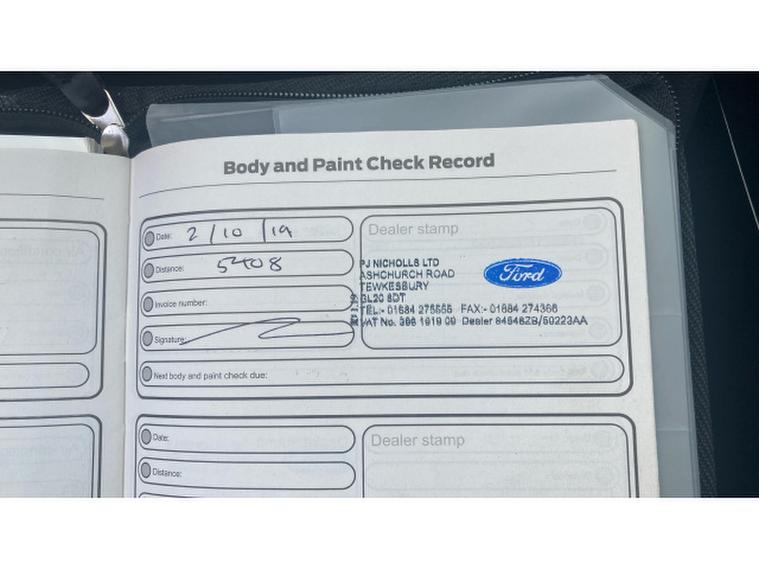 Body and Paint Check Record
Date: 2/10/19
Distance: 5408
Invoice number:
Signature:
Dealer stamp
PJ NICHOLLS LTD
ASHCHURCH ROAD
TEWKESBURY
GL20 8DT
TEL:- 01684 275555 FAX:- 01684 274366
VAT No. 396 1919 09 Dealer 84548ZB/50223AA
Ford
Next body and paint check due:
Date:
Distance:
Dealer stamp